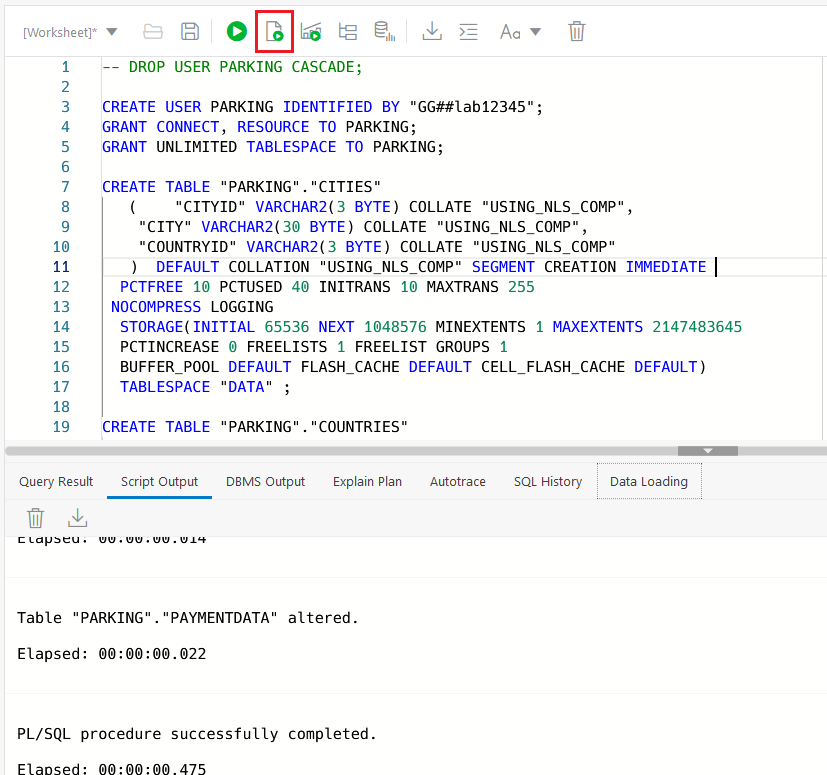 [Worksheet]*
Aa
1 -- DROP USER PARKING CASCADE;
2
3 CREATE USER PARKING IDENTIFIED BY "GG##lab12345";
4 GRANT CONNECT, RESOURCE TO PARKING;
5 GRANT UNLIMITED TABLESPACE TO PARKING;
6
7 CREATE TABLE "PARKING"."CITIES"
8 ( "CITYID" VARCHAR2(3 BYTE) COLLATE "USING_NLS_COMP",
9 "CITY" VARCHAR2(30 BYTE) COLLATE "USING_NLS_COMP",
10 "COUNTRYID" VARCHAR2(3 BYTE) COLLATE "USING_NLS_COMP"
11 ) DEFAULT COLLATION "USING_NLS_COMP" SEGMENT CREATION IMMEDIATE
12 PCTFREE 10 PCTUSED 40 INITRANS 10 MAXTRANS 255
13 NOCOMPRESS LOGGING
14 STORAGE(INITIAL 65536 NEXT 1048576 MINEXTENTS 1 MAXEXTENTS 2147483645
15 PCTINCREASE 0 FREELISTS 1 FREELIST GROUPS 1
16 BUFFER_POOL DEFAULT FLASH_CACHE DEFAULT CELL_FLASH_CACHE DEFAULT)
17 TABLESPACE "DATA" ;
18
19 CREATE TABLE "PARKING"."COUNTRIES"
Query Result Script Output DBMS Output Explain Plan Autotrace SQL History Data Loading
Elapsed: 00:00:00.014
Table "PARKING"."PAYMENTDATA" altered.
Elapsed: 00:00:00.022
PL/SQL procedure successfully completed.
Elapsed: 00:00:00.475